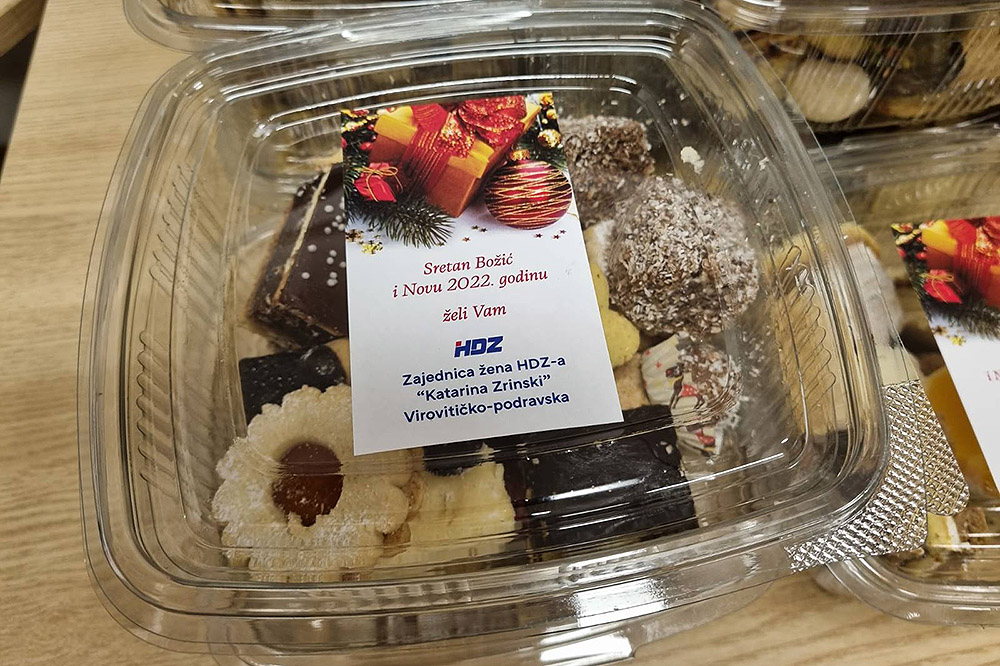 Sretan Božić
i Novu 2022. godinu
želi Vam
HDZ
Zajednica žena HDZ-a
“Katarina Zrinski”
Virovitičko-podravska